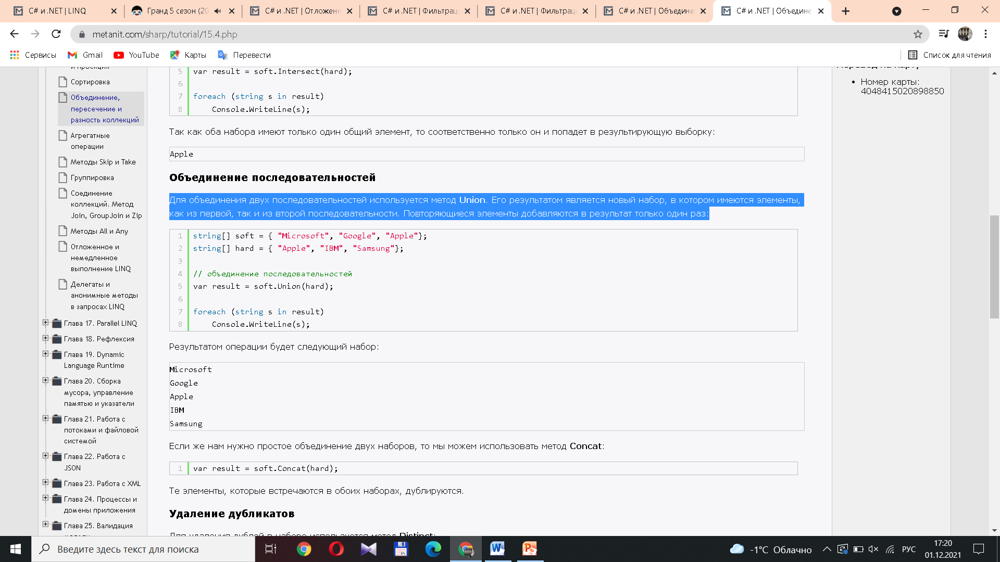 C# и .NET | LINQ
Гранд 5 сезон (20
C# и .NET | Отложенн
C# и .NET | Фильтрац
C# и .NET | Фильтрац
C# и .NET | Объедине
C# и .NET | Объедине
metanit.com/sharp/tutorial/15.4.php
Сервисы
Gmail
YouTube
Карты
Перевести
Список для чтения
и проекция
Сортировка
Объединение,
пересечение и
разность коллекций
Агрегатные
операции
Методы Skip и Take
Группировка
Соединение
коллекций. Метод
Join, GroupJoin и Zip
Методы All и Any
Отложенное и
немедленное
выполнение LINQ
Делегаты и
анонимные методы
в запросах LINQ
Глава 17. Parallel LINQ
Глава 18. Рефлексия
Глава 19. Dynamic
Language Runtime
Глава 20. Сборка
мусора, управление
памятью и указатели
Глава 21. Работа с
потоками и файловой
системой
Глава 22. Работа с
JSON
Глава 23. Работа с XML
Глава 24. Процессы и
домены приложения
Глава 25. Валидация
5 var result = soft.Intersect(hard);
6
7 foreach (string s in result)
8     Console.WriteLine(s);
Так как оба набора имеют только один общий элемент, то соответственно только он и попадет в результирующую выборку:
Apple
Объединение последовательностей
Для объединения двух последовательностей используется метод Union. Его результатом является новый набор, в котором имеются элементы,
как из первой, так и из второй последовательности. Повторяющиеся элементы добавляются в результат только один раз:
1 string[] soft = { "Microsoft", "Google", "Apple"};
2 string[] hard = { "Apple", "IBM", "Samsung"};
3
4 // объединение последовательностей
5 var result = soft.Union(hard);
6
7 foreach (string s in result)
8     Console.WriteLine(s);
Результатом операции будет следующий набор:
Microsoft
Google
Apple
IBM
Samsung
Если же нам нужно простое объединение двух наборов, то мы можем использовать метод Concat:
1 var result = soft.Concat(hard);
Те элементы, которые встречаются в обоих наборах, дублируются.
Удаление дубликатов
Для удаления дублей в наборе используется метод Distinct:
Перевод на карту
Номер карты:
4048415020898850
Введите здесь текст для поиска
-1°C Облачно
РУС
17:20
01.12.2021